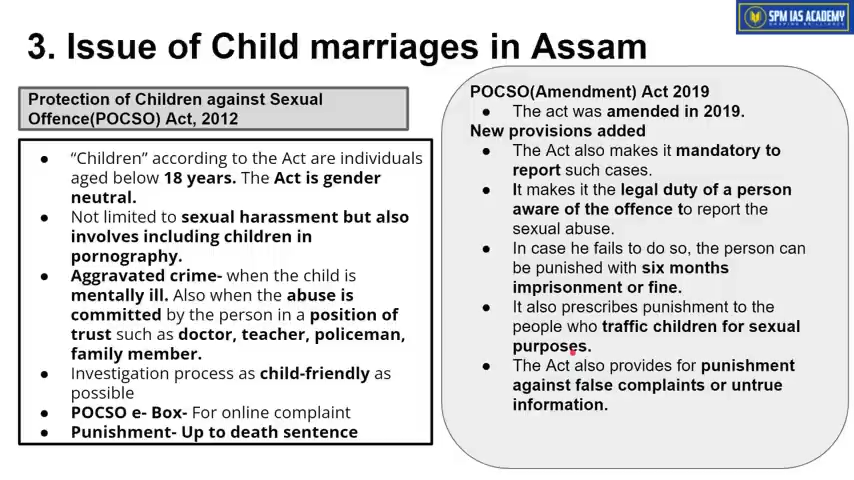 SPM IAS ACADEMY
3. Issue of Child marriages in Assam
Protection of Children against Sexual
Offence(POCSO) Act, 2012
● “Children” according to the Act are individuals
aged below 18 years. The Act is gender
neutral.
● Not limited to sexual harassment but also
involves including children in
pornography.
● Aggravated crime- when the child is
mentally ill. Also when the abuse is
committed by the person in a position of
trust such as doctor, teacher, policeman,
family member.
● Investigation process as child-friendly as
possible
● POCSO e- Box- For online complaint
● Punishment- Up to death sentence
POCSO(Amendment) Act 2019
● The act was amended in 2019.
New provisions added
● The Act also makes it mandatory to
report such cases.
● It makes it the legal duty of a person
aware of the offence to report the
sexual abuse.
● In case he fails to do so, the person can
be punished with six months
imprisonment or fine.
● It also prescribes punishment to the
people who traffic children for sexual
purposes.
● The Act also provides for punishment
against false complaints or untrue
information.